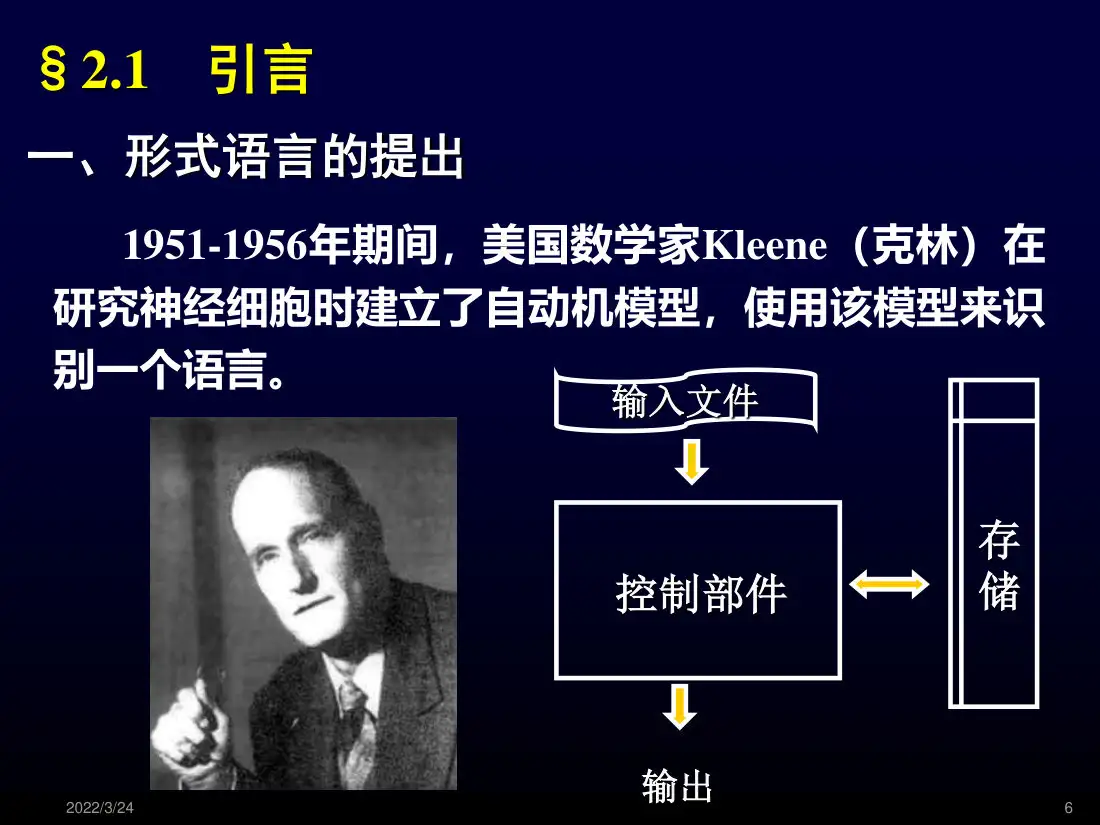 §2.1 引言
一、形式语言的提出
1951-1956年期间，美国数学家Kleene（克林）在
研究神经细胞时建立了自动机模型，使用该模型来识
别一个语言。
输入文件
控制部件
存
储
输出
2022/3/24
6